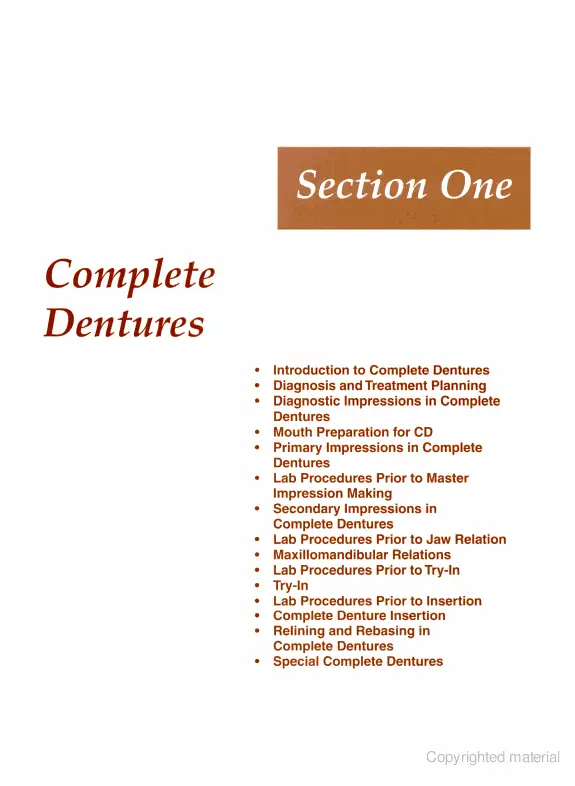 Section One
Complete
Dentures
• Introduction to Complete Dentures
• Diagnosis and Treatment Planning
• Diagnostic Impressions in Complete
Dentures
• Mouth Preparation for CD
• Primary Impressions in Complete
Dentures
• Lab Procedures Prior to Master
Impression Making
• Secondary Impressions in
Complete Dentures
• Lab Procedures Prior to Jaw Relation
• Maxillomandibular Relations
• Lab Procedures Prior to Try-In
• Try-In
• Lab Procedures Prior to Insertion
• Complete Denture Insertion
• Relining and Rebasing in
Complete Dentures
• Special Complete Dentures
Copyrighted material